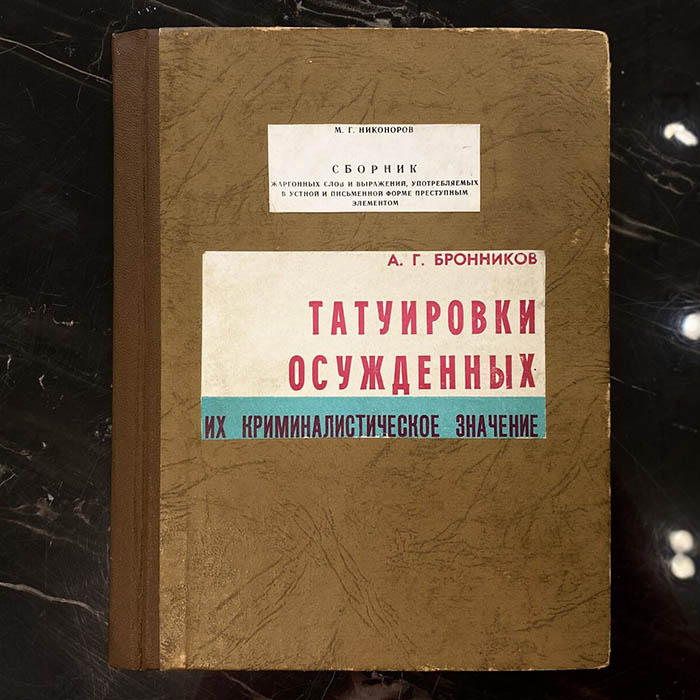 М. Г. НИКОНОРОВ
СБОРНИК
ЖАРГОННЫХ СЛОВ И ВЫРАЖЕНИЙ, УПОТРЕБЛЯЕМЫХ
В УСТНОЙ И ПИСЬМЕННОЙ ФОРМЕ ПРЕСТУПНЫМ
ЭЛЕМЕНТОМ
А. Г. БРОННИКОВ
ТАТУИРОВКИ
ОСУЖДЕННЫХ
ИХ КРИМИНАЛИСТИЧЕСКОЕ ЗНАЧЕНИЕ